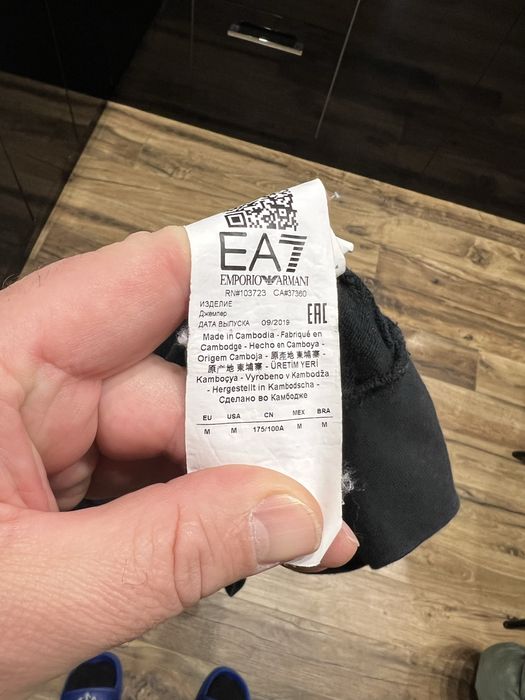 EA7
EMPORIO ARMANI
RN#103723 CA#37360
ИЗДЕЛИЕ
Джемпер
ДАТА ВЫПУСКА 09/2019
EAC
Made in Cambodia - Fabriqué en
Cambodge - Hecho en Camboya -
Origem Camboja - 原產地 柬埔寨 -
原产地 柬埔寨 - ÜRETİM YERİ
Kamboçya - Vyrobeno v Kambodža
- Hergestellt in Kambodscha -
Сделано во Камбодже
EU USA CN MEX BRA
M M 175/100A M M